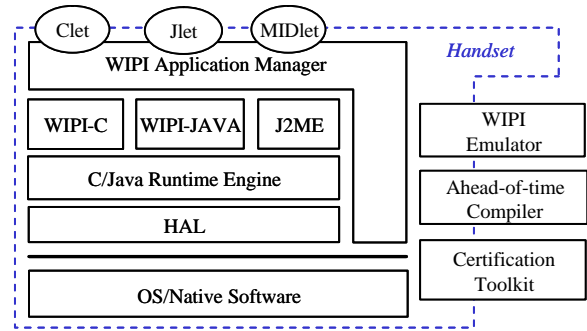 Clet
Jlet
MIDlet
Handset
WIPI Application Manager
WIPI-C
WIPI-JAVA
J2ME
WIPI
Emulator
C/Java Runtime Engine
Ahead-of-time
Compiler
HAL
Certification
Toolkit
OS/Native Software